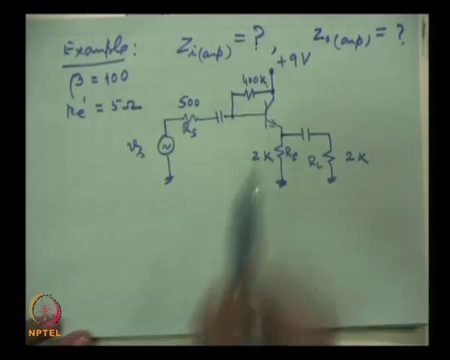 Example: Zi(amp) = ?, Zo(amp) = ?
β = 100
re' = 5Ω
+9V
400K
500
Rs
vs
2K RE
RL 2K
NPTEL